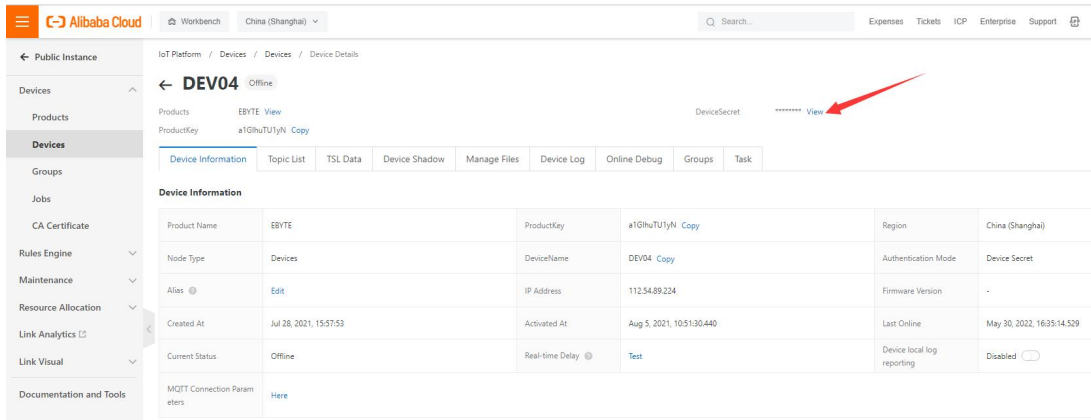 Alibaba Cloud Workbench China (Shanghai) Search... Expenses Tickets ICP Enterprise Support
← Public Instance
Devices
Products
Devices
Groups
Jobs
CA Certificate
Rules Engine
Maintenance
Resource Allocation
Link Analytics
Link Visual
Documentation and Tools
IoT Platform / Devices / Devices / Device Details
← DEV04 Offline
Products EBYTE View DeviceSecret ******** View
ProductKey a1GlhuTU1yN Copy
Device Information Topic List TSL Data Device Shadow Manage Files Device Log Online Debug Groups Task
Device Information
Product Name EBYTE ProductKey a1GlhuTU1yN Copy Region China (Shanghai)
Node Type Devices DeviceName DEV04 Copy Authentication Mode Device Secret
Alias Edit IP Address 112.54.89.224 Firmware Version -
Created At Jul 28, 2021, 15:57:53 Activated At Aug 5, 2021, 10:51:30.440 Last Online May 30, 2022, 16:35:14.529
Current Status Offline Real-time Delay Test Device local log
reporting Disabled
MQTT Connection Param
eters Here